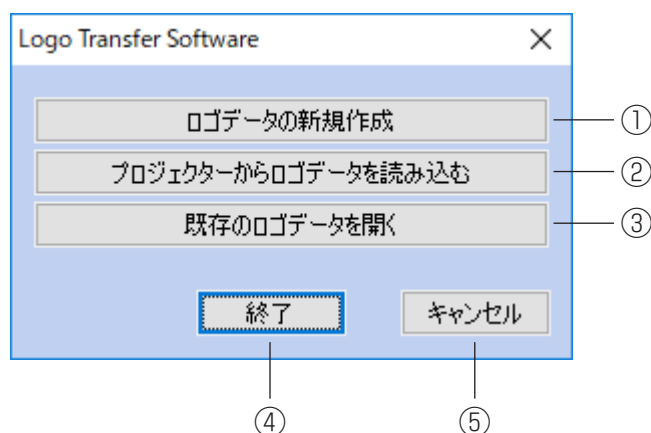 Logo Transfer Software
ロゴデータの新規作成
①
プロジェクターからロゴデータを読み込む
②
既存のロゴデータを開く
③
終了
キャンセル
④
⑤